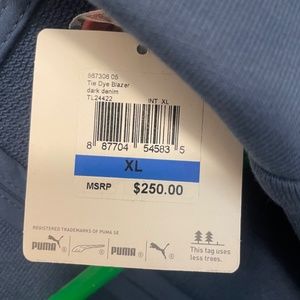 567306 05
Tie Dye Blazer
dark denim
TL24422
INT XL
8 87704 54583 5
XL
MSRP $250.00
REGISTERED TRADEMARKS OF PUMA SE
PUMA® ® PUMA ®
This tag uses
less trees.